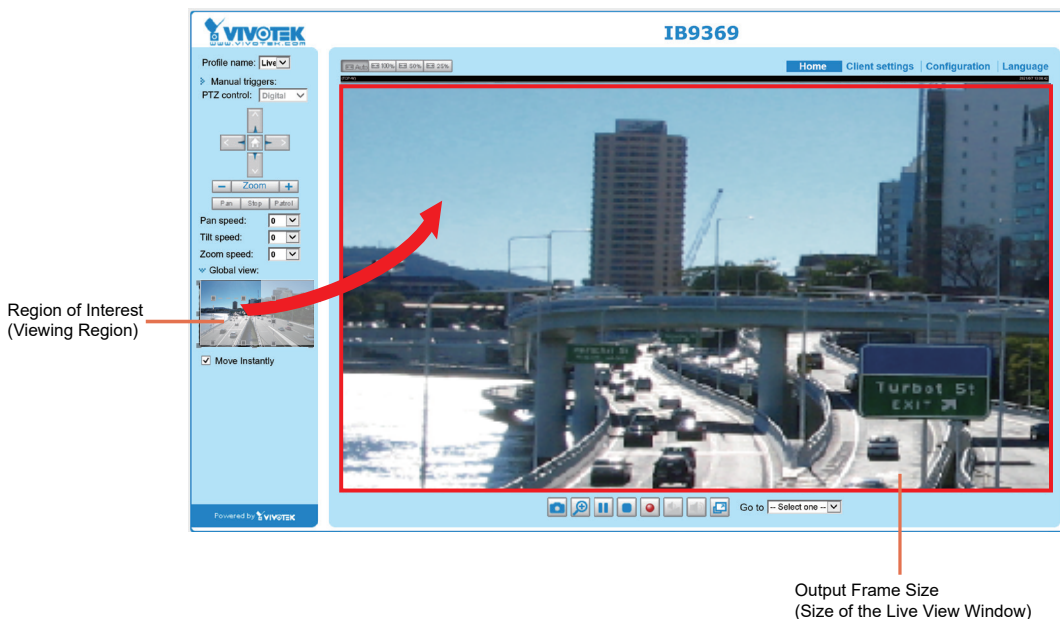 VIVOTEK
www.vivotek.com
IB9369
Profile name: Live
Manual triggers:
PTZ control: Digital
Zoom
Pan Stop Patrol
Pan speed: 0
Tilt speed: 0
Zoom speed: 0
Global view:
Move Instantly
Powered by VIVOTEK
Auto 100% 50% 25%
Home Client settings Configuration Language
Turbot St
EXIT
Go to -- Select one --
Region of Interest
(Viewing Region)
Output Frame Size
(Size of the Live View Window)